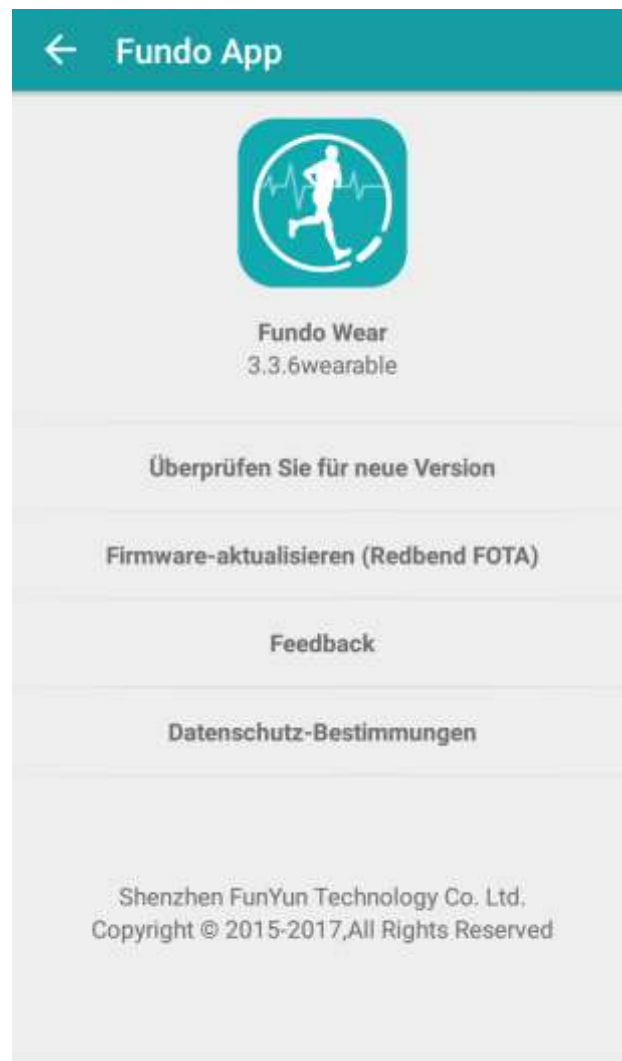 Fundo App
Fundo Wear
3.3.6wearable
Überprüfen Sie für neue Version
Firmware-aktualisieren (Redbend FOTA)
Feedback
Datenschutz-Bestimmungen
Shenzhen FunYun Technology Co. Ltd.
Copyright © 2015-2017,All Rights Reserved